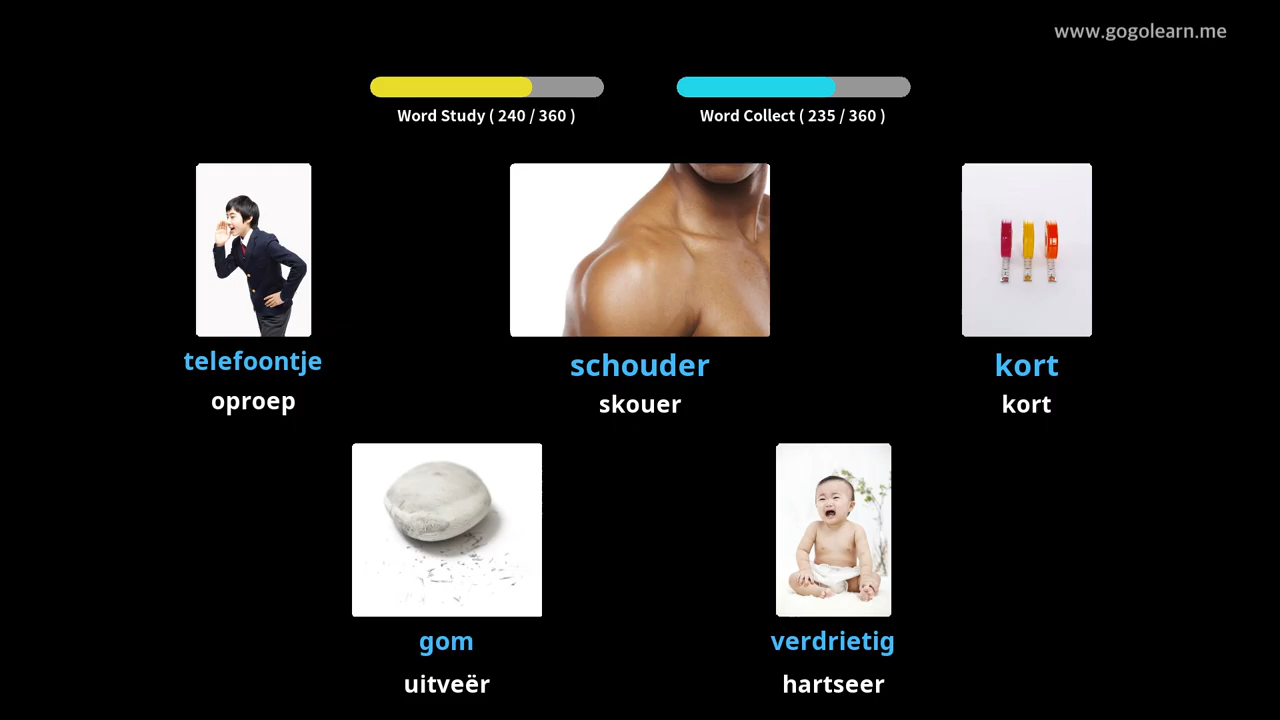 www.gogolearn.me
Word Study ( 240 / 360 )
Word Collect ( 235 / 360 )
telefoontje
oproep
schouder
skouer
kort
kort
gom
uitveër
verdrietig
hartseer